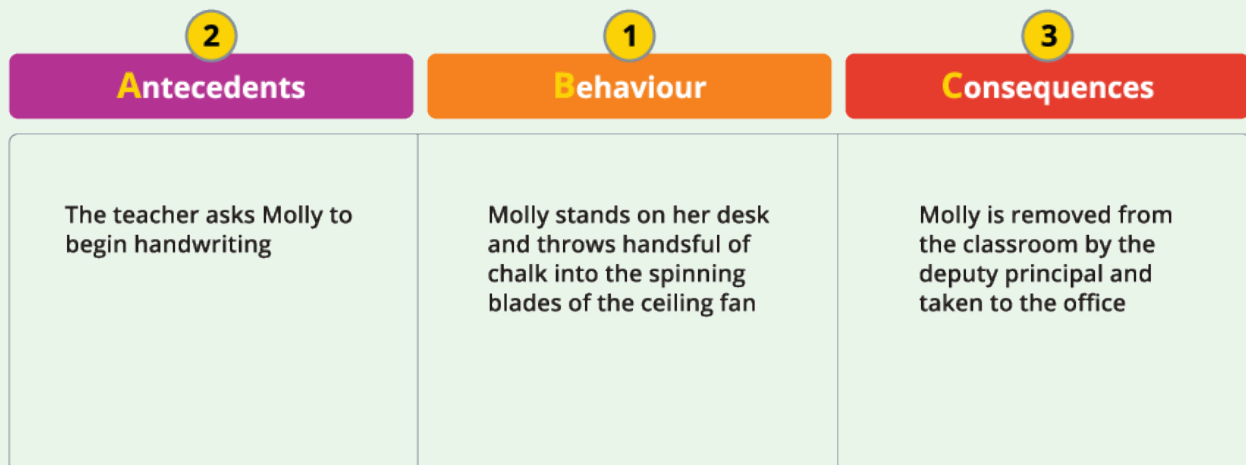 2
1
3
Antecedents
Behaviour
Consequences
The teacher asks Molly to
begin handwriting
Molly stands on her desk
and throws handsful of
chalk into the spinning
blades of the ceiling fan
Molly is removed from
the classroom by the
deputy principal and
taken to the office